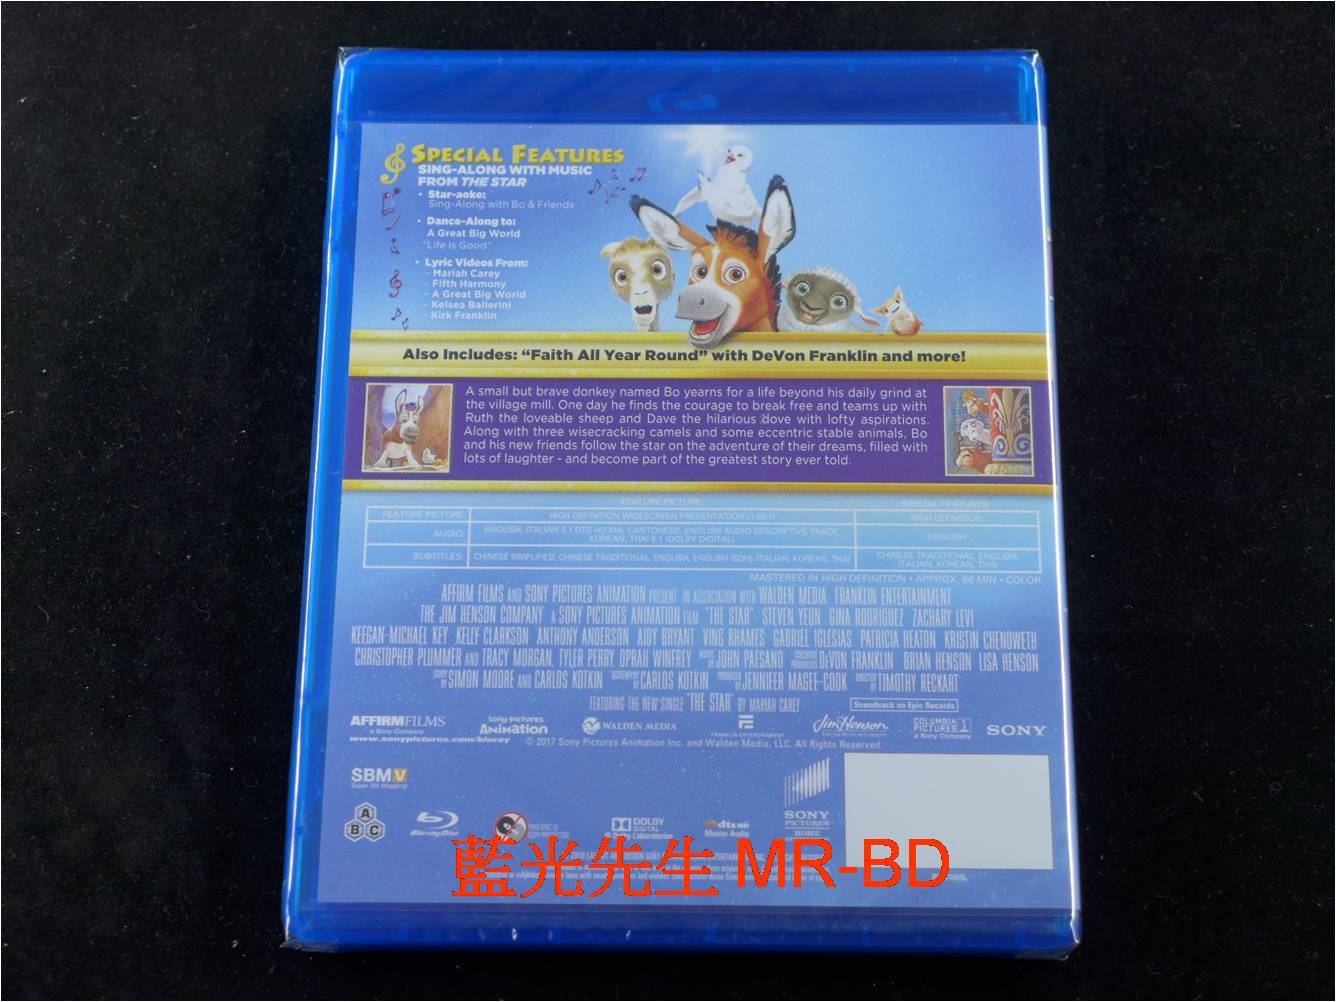 SPECIAL FEATURES
SING-ALONG WITH MUSIC
FROM THE STAR
• Star-aoke:
Sing-Along with Bo & Friends
• Dance-Along to:
A Great Big World
"Life Is Good"
• Lyric Videos From:
- Mariah Carey
- Fifth Harmony
- A Great Big World
- Kelsea Ballerini
- Kirk Franklin
Also Includes: "Faith All Year Round" with DeVon Franklin and more!
A small but brave donkey named Bo yearns for a life beyond his daily grind at
the village mill. One day he finds the courage to break free and teams up with
Ruth the loveable sheep and Dave the hilarious dove with lofty aspirations.
Along with three wisecracking camels and some eccentric stable animals, Bo
and his new friends follow the star on the adventure of their dreams, filled with
lots of laughter - and become part of the greatest story ever told.
FEATURE PICTURE SPECIAL FEATURES
FEATURE PICTURE: HIGH DEFINITION WIDESCREEN PRESENTATION (1.85:1) HIGH DEFINITION
AUDIO: ENGLISH, ITALIAN 5.1 DTS-HD MA, CANTONESE, ENGLISH AUDIO DESCRIPTIVE TRACK,
KOREAN, THAI 5.1 (DOLBY DIGITAL) ENGLISH
SUBTITLES: CHINESE SIMPLIFIED, CHINESE TRADITIONAL, ENGLISH, ENGLISH (SDH), ITALIAN, KOREAN, THAI CHINESE TRADITIONAL, ENGLISH,
ITALIAN, KOREAN, THAI
MASTERED IN HIGH DEFINITION • APPROX. 86 MIN • COLOR
AFFIRM FILMS AND SONY PICTURES ANIMATION PRESENT IN ASSOCIATION WITH WALDEN MEDIA FRANKLIN ENTERTAINMENT
THE JIM HENSON COMPANY A SONY PICTURES ANIMATION FILM "THE STAR" STEVEN YEUN GINA RODRIGUEZ ZACHARY LEVI
KEEGAN-MICHAEL KEY KELLY CLARKSON ANTHONY ANDERSON AIDY BRYANT VING RHAMES GABRIEL IGLESIAS PATRICIA HEATON KRISTIN CHENOWETH
CHRISTOPHER PLUMMER AND TRACY MORGAN, TYLER PERRY, OPRAH WINFREY MUSIC BY JOHN PAESANO EXECUTIVE PRODUCERS DEVON FRANKLIN BRIAN HENSON LISA HENSON
STORY BY SIMON MOORE AND CARLOS KOTKIN SCREENPLAY BY CARLOS KOTKIN PRODUCED BY JENNIFER MAGEE-COOK DIRECTED BY TIMOTHY RECKART
FEATURING THE NEW SINGLE "THE STAR" BY MARIAH CAREY Soundtrack on Epic Records
AFFIRM FILMS a Sony Company Sony Pictures Animation WALDEN MEDIA FRANKLIN ENTERTAINMENT Jim Henson THE JIM HENSON COMPANY COLUMBIA PICTURES a Sony Company SONY
www.sonypictures.com/bluray © 2017 Sony Pictures Animation Inc. and Walden Media, LLC. All Rights Reserved.
SBMV
Super Bit Mapping
A B C
Blu-ray Disc
THIS DISC IS
COPY PROTECTED
DOLBY
DIGITAL
Dolby Laboratories
dts-HD
Master Audio
SONY
PICTURES
HOME
藍光先生 MR-BD